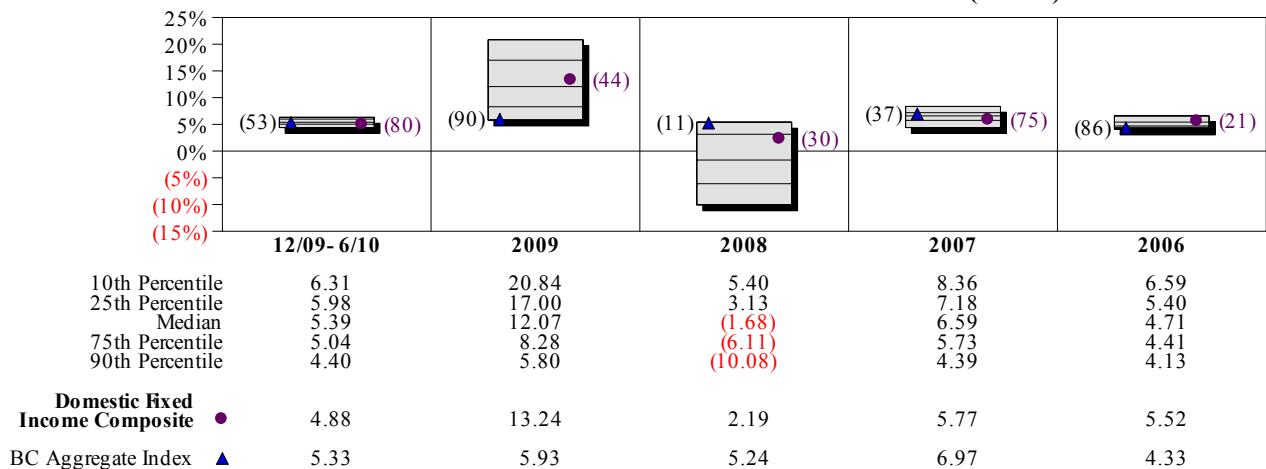 25%
20%
15%
10%
5%
0%
(5%)
(10%)
(15%)
(53) (80) (90) (44) (11) (30) (37) (75) (86) (21)
12/09- 6/10 2009 2008 2007 2006
10th Percentile 6.31 20.84 5.40 8.36 6.59
25th Percentile 5.98 17.00 3.13 7.18 5.40
Median 5.39 12.07 (1.68) 6.59 4.71
75th Percentile 5.04 8.28 (6.11) 5.73 4.41
90th Percentile 4.40 5.80 (10.08) 4.39 4.13
Domestic Fixed
Income Composite 4.88 13.24 2.19 5.77 5.52
BC Aggregate Index 5.33 5.93 5.24 6.97 4.33